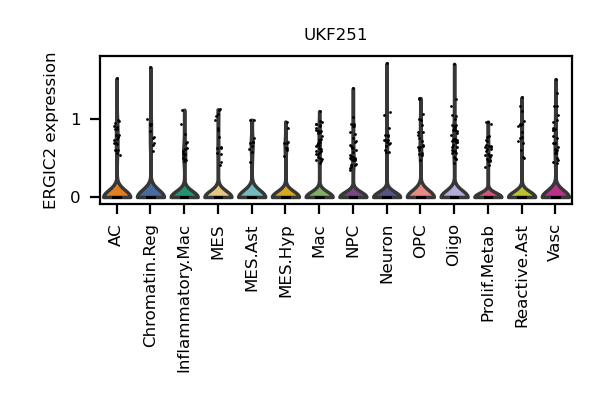 UKF251
ERGIC2 expression
1
0
AC
Chromatin.Reg
Inflammatory.Mac
MES
MES.Ast
MES.Hyp
Mac
NPC
Neuron
OPC
Oligo
Prolif.Metab
Reactive.Ast
Vasc